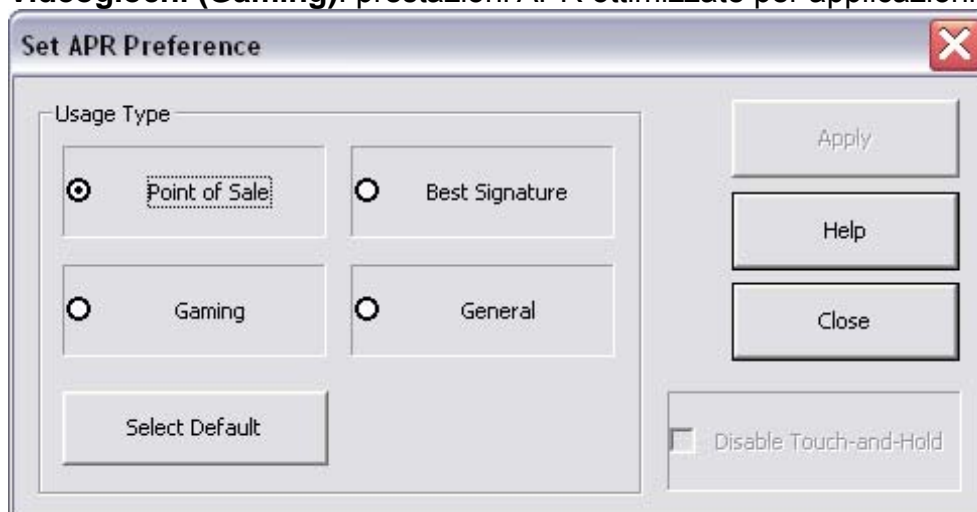 Videogiochi (Gaming): prestazioni APR ottimizzate per applicazioni
Set APR Preference
Usage Type
Point of Sale
Best Signature
Gaming
General
Select Default
Apply
Help
Close
Disable Touch-and-Hold